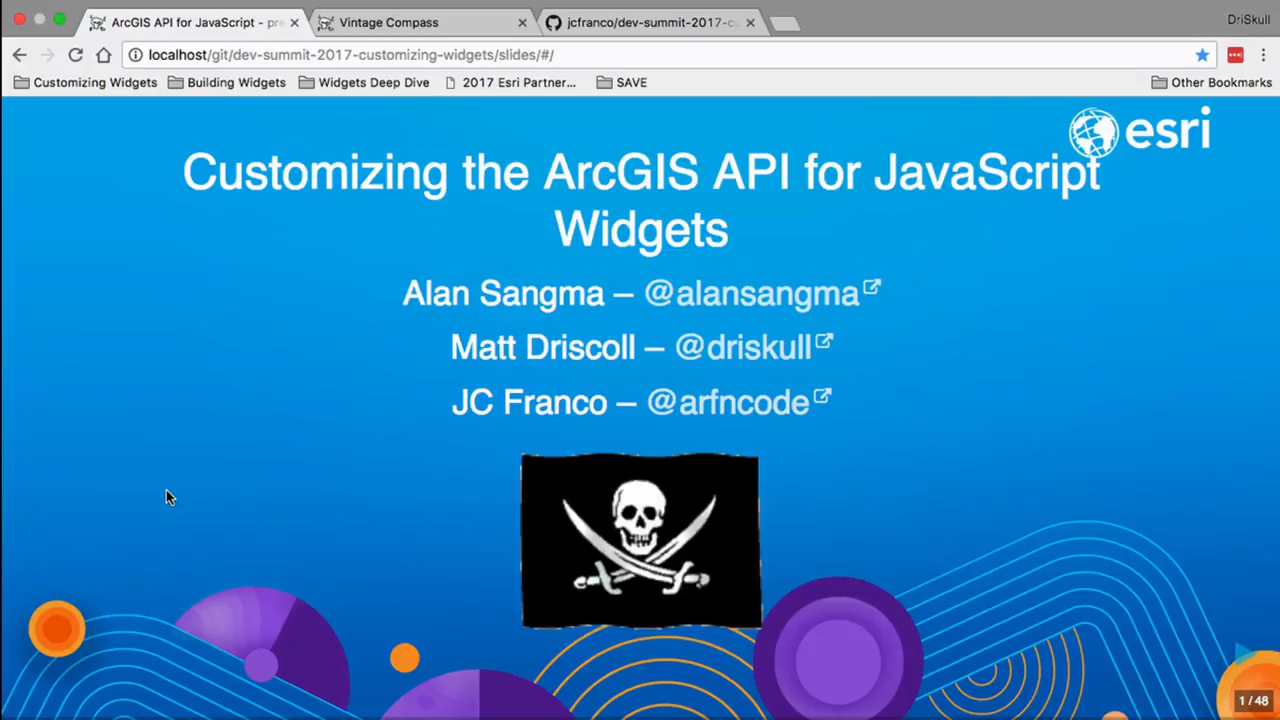 ArcGIS API for JavaScript - pre
Vintage Compass
jcfranco/dev-summit-2017-cu
DriSkull
localhost/git/dev-summit-2017-customizing-widgets/slides/#/
Customizing Widgets
Building Widgets
Widgets Deep Dive
2017 Esri Partner...
SAVE
Other Bookmarks
esri
Customizing the ArcGIS API for JavaScript
Widgets
Alan Sangma – @alansangma
Matt Driscoll – @driskull
JC Franco – @arfncode
1 / 48